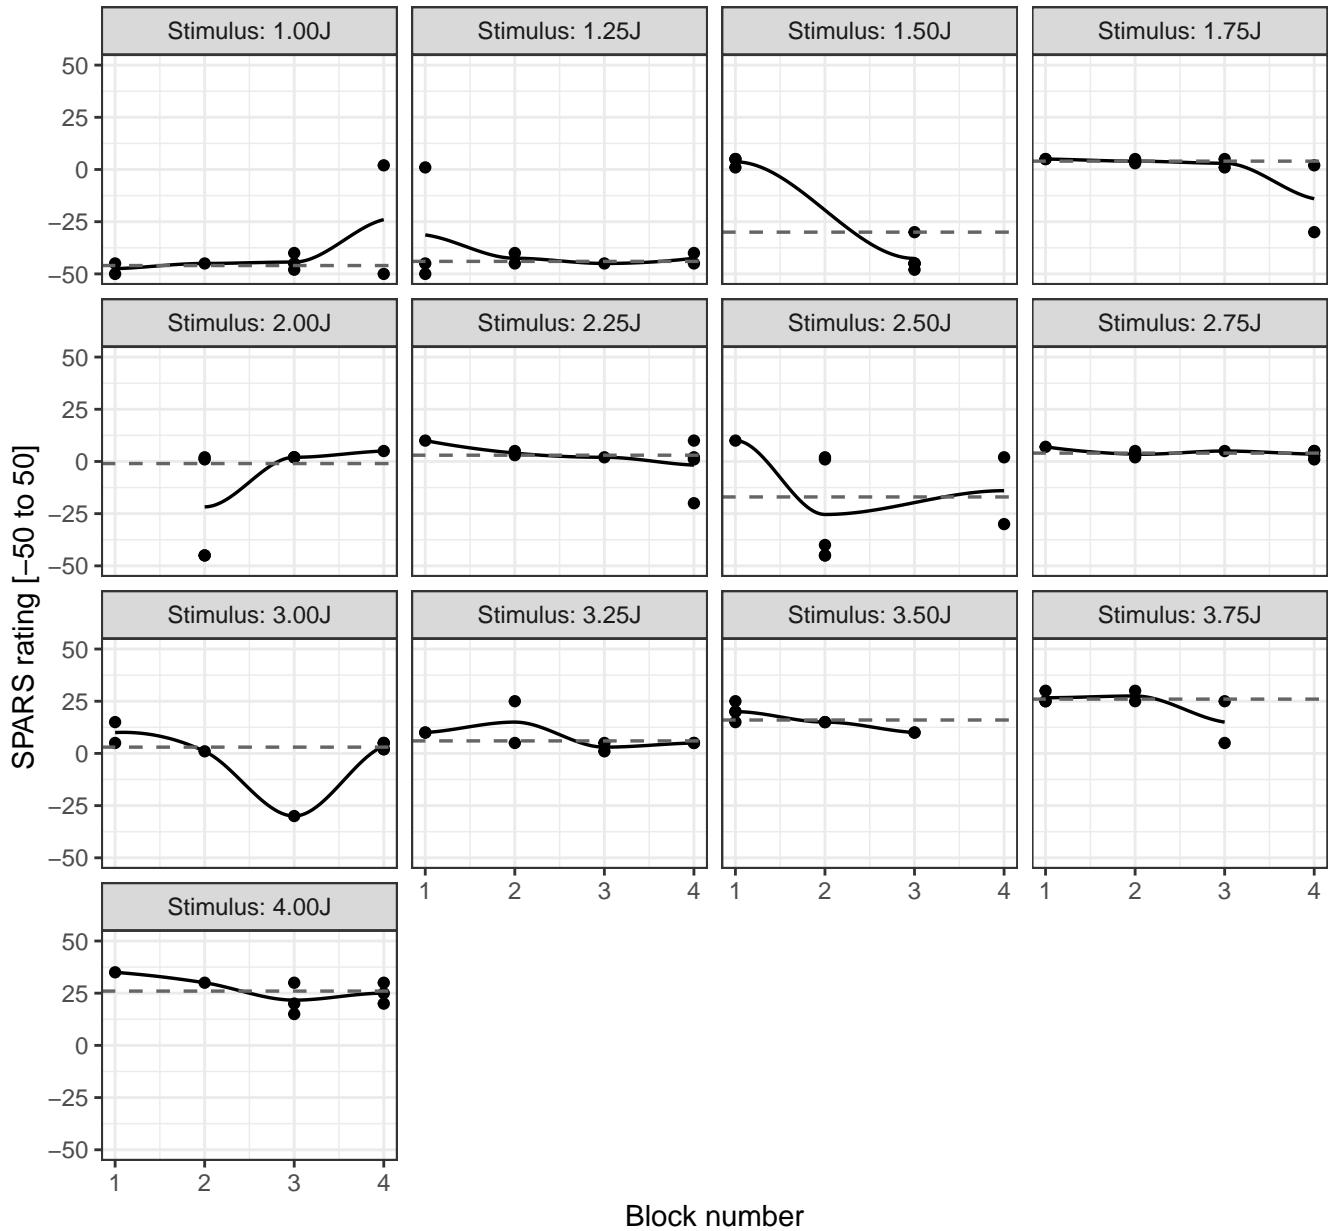 Stimulus: 1.00J
Stimulus: 1.25J
Stimulus: 1.50J
Stimulus: 1.75J
50
25
0
−25
−50
Stimulus: 2.00J
Stimulus: 2.25J
Stimulus: 2.50J
Stimulus: 2.75J
50
25
0
−25
−50
Stimulus: 3.00J
Stimulus: 3.25J
Stimulus: 3.50J
Stimulus: 3.75J
50
25
0
−25
−50
1 2 3 4
1 2 3 4
1 2 3 4
Stimulus: 4.00J
50
25
0
−25
−50
1 2 3 4
SPARS rating [−50 to 50]
Block number